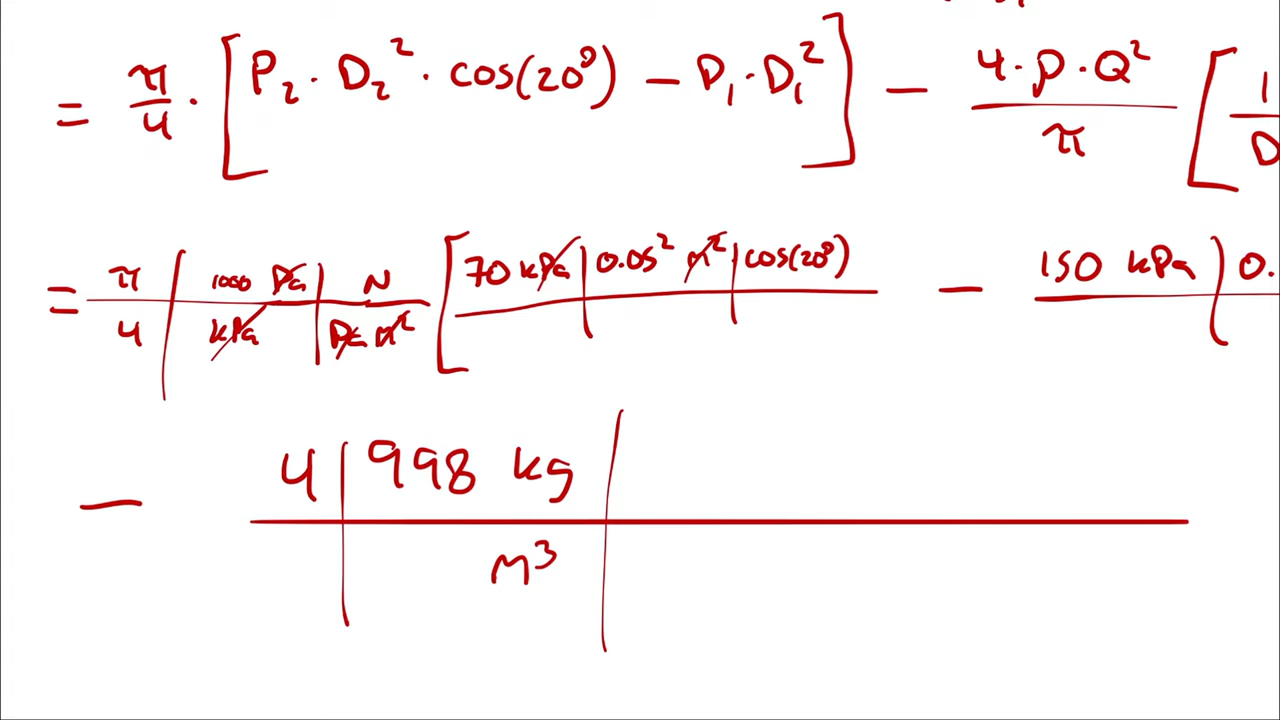 = π/4 · [P₂ · D₂² · cos(20°) − P₁ · D₁²] − 4 · ρ · Q² / π [1 / D
= π/4 | 1000 Pa / kPa | N / Pa m² [70 kPa | 0.05² m² | cos(20°) − 150 kPa | 0.
− 4 | 998 kg / m³ |